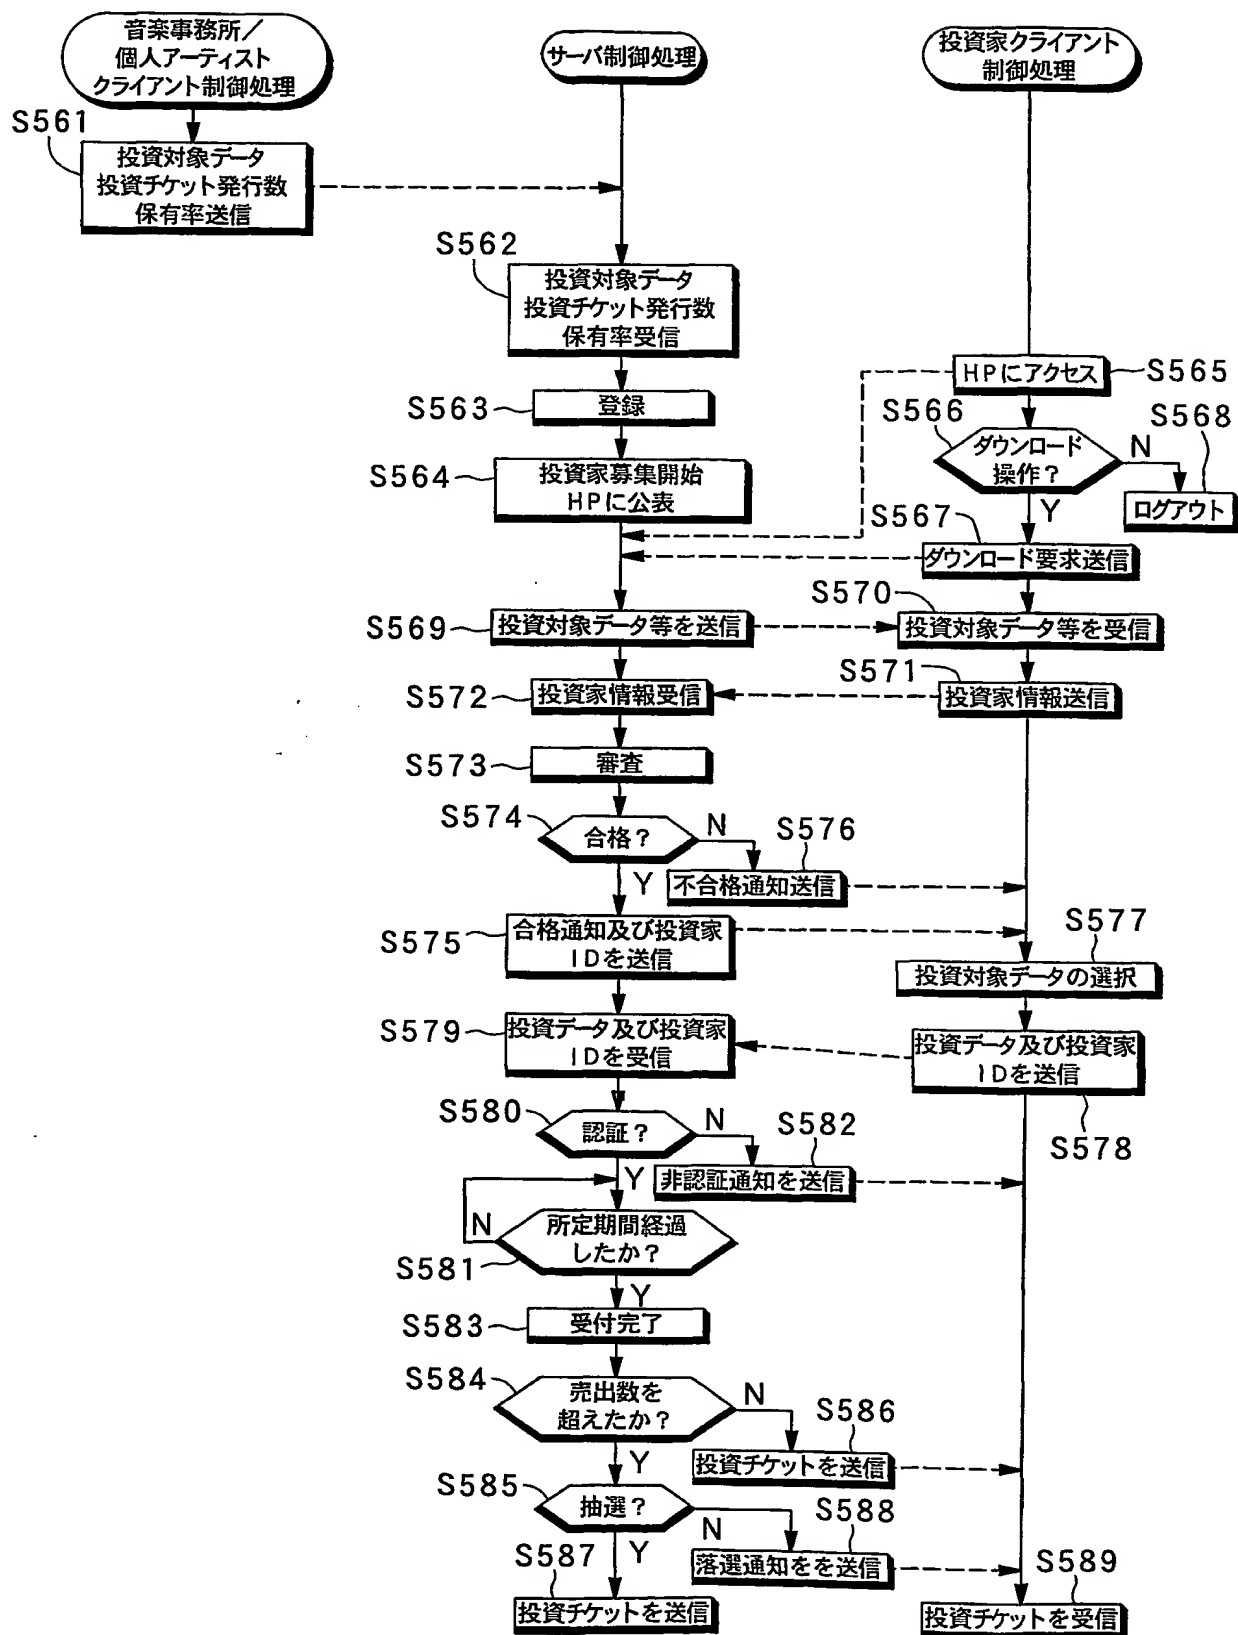 音楽事務所／
個人アーティスト
クライアント制御処理
サーバ制御処理
投資家クライアント
制御処理
S561
投資対象データ
投資チケット発行数
保有率送信
S562
投資対象データ
投資チケット発行数
保有率受信
S563
登録
S564
投資家募集開始
HPに公表
HPにアクセス
S565
S566
ダウンロード
操作？
N
S568
Y
ログアウト
S567
ダウンロード要求送信
S569
投資対象データ等を送信
S570
投資対象データ等を受信
S571
投資家情報送信
S572
投資家情報受信
S573
審査
S574
合格？
N
S576
Y
不合格通知送信
S575
合格通知及び投資家
IDを送信
S577
投資対象データの選択
S579
投資データ及び投資家
IDを受信
投資データ及び投資家
IDを送信
S578
S580
認証？
N
S582
Y
非認証通知を送信
N
所定期間経過
したか？
S581
Y
S583
受付完了
S584
売出数を
超えたか？
N
S586
Y
投資チケットを送信
S585
抽選？
N
S588
Y
落選通知をを送信
S587
投資チケットを送信
S589
投資チケットを受信